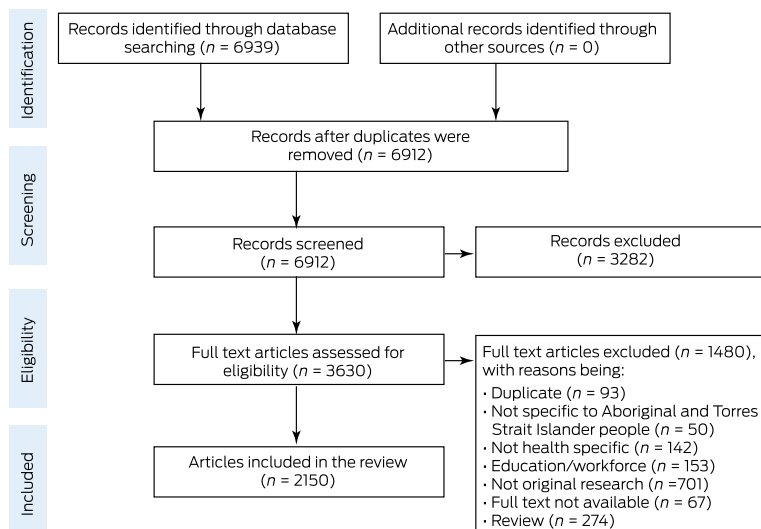 Identification
Records identified through database
searching (n = 6939)
Additional records identified through
other sources (n = 0)
Records after duplicates were
removed (n = 6912)
Screening
Records screened
(n = 6912)
Records excluded
(n = 3282)
Eligibility
Full text articles assessed for
eligibility (n = 3630)
Full text articles excluded (n = 1480),
with reasons being:
· Duplicate (n = 93)
· Not specific to Aboriginal and Torres
Strait Islander people (n = 50)
· Not health specific (n = 142)
· Education/workforce (n = 153)
· Not original research (n =701)
· Full text not available (n = 67)
· Review (n = 274)
Included
Articles included in the review
(n = 2150)